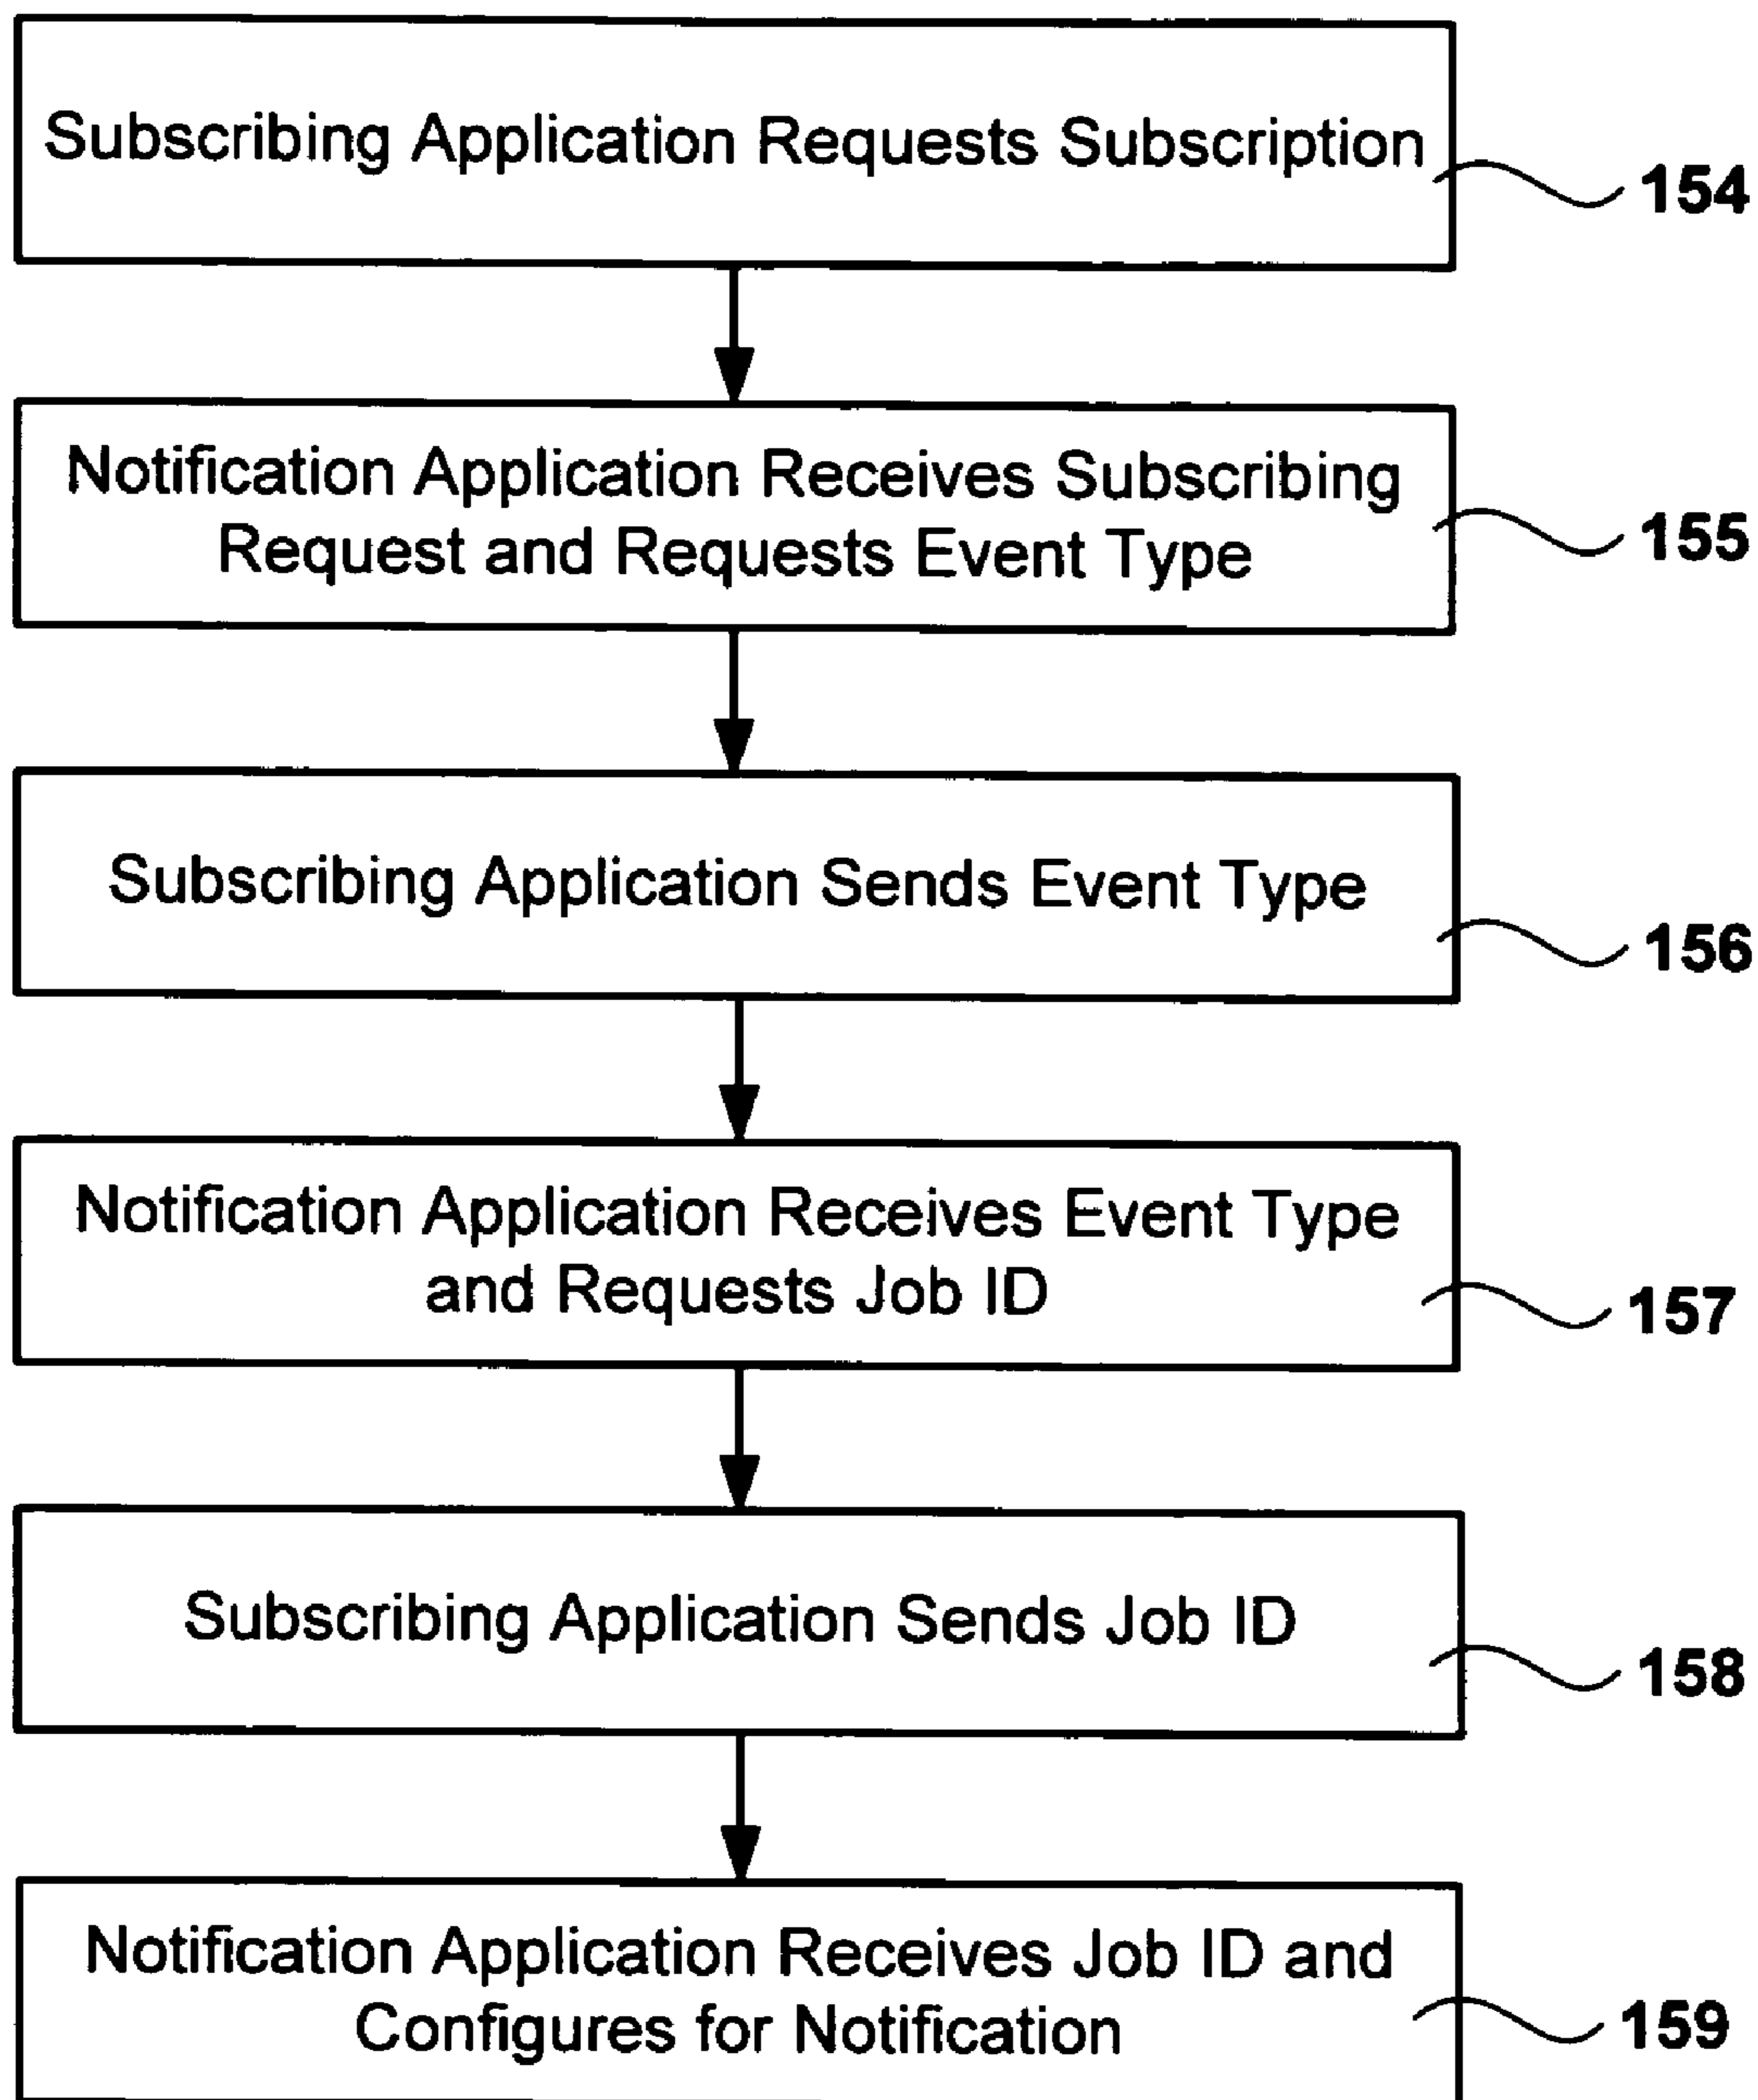 Subscribing Application Requests Subscription
154
Notification Application Receives Subscribing
Request and Requests Event Type
155
Subscribing Application Sends Event Type
156
Notification Application Receives Event Type
and Requests Job ID
157
Subscribing Application Sends Job ID
158
Notification Application Receives Job ID and
Configures for Notification
159